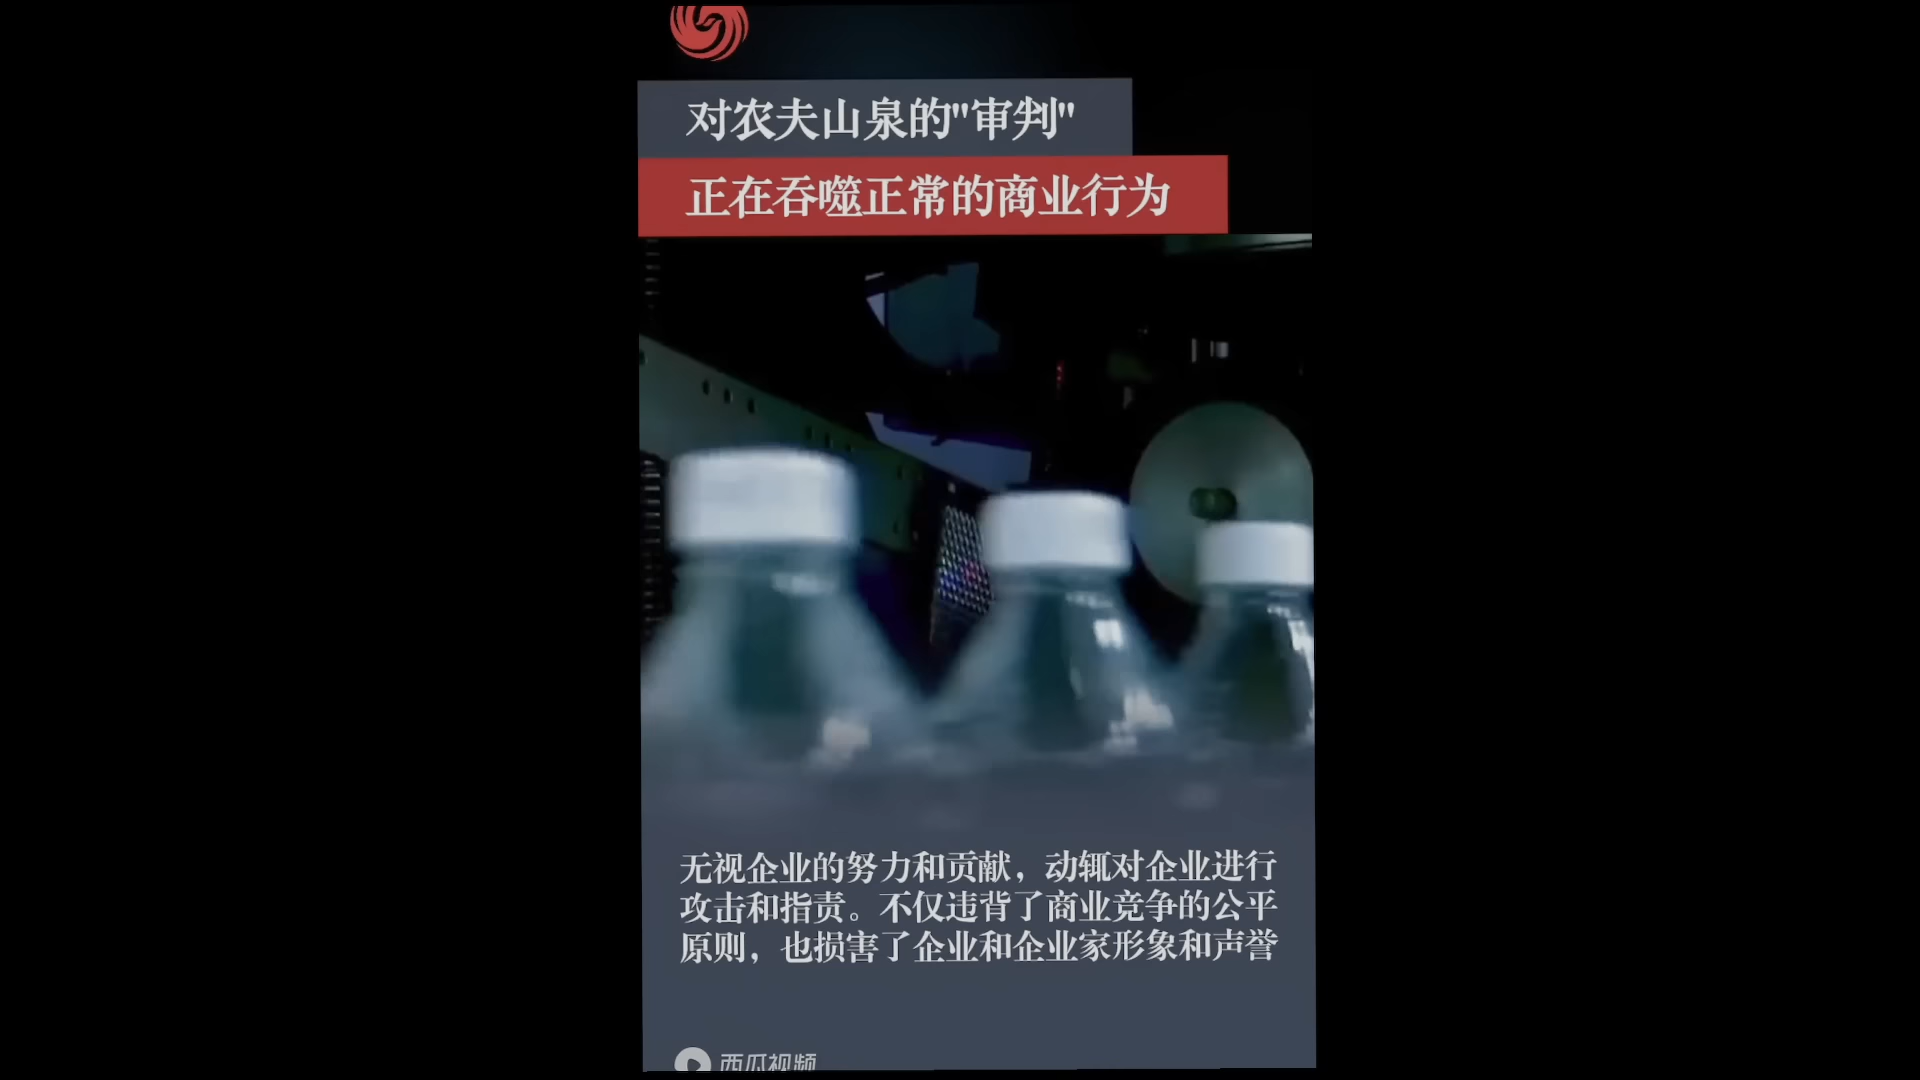 对农夫山泉的"审判"
正在吞噬正常的商业行为
无视企业的努力和贡献，动辄对企业进行
攻击和指责。不仅违背了商业竞争的公平
原则，也损害了企业和企业家形象和声誉
西瓜视频